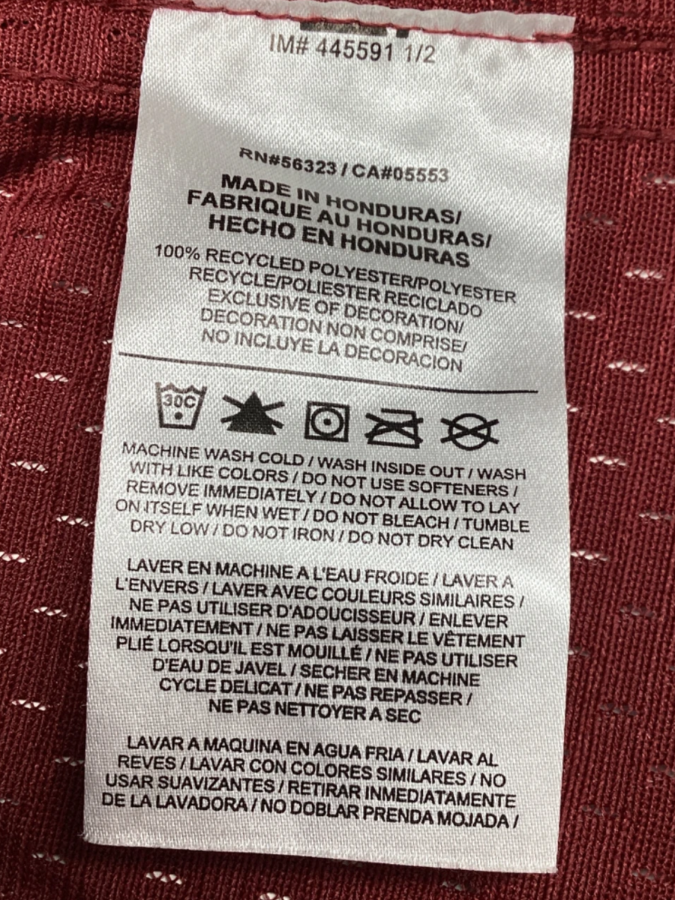 IM# 445591 1/2
RN#56323 / CA#05553
MADE IN HONDURAS/
FABRIQUE AU HONDURAS/
HECHO EN HONDURAS
100% RECYCLED POLYESTER/POLYESTER
RECYCLE/POLIESTER RECICLADO
EXCLUSIVE OF DECORATION/
DECORATION NON COMPRISE/
NO INCLUYE LA DECORACION
30C
MACHINE WASH COLD / WASH INSIDE OUT / WASH
WITH LIKE COLORS / DO NOT USE SOFTENERS /
REMOVE IMMEDIATELY / DO NOT ALLOW TO LAY
ON ITSELF WHEN WET / DO NOT BLEACH / TUMBLE
DRY LOW / DO NOT IRON / DO NOT DRY CLEAN
LAVER EN MACHINE A L'EAU FROIDE / LAVER A
L'ENVERS / LAVER AVEC COULEURS SIMILAIRES /
NE PAS UTILISER D'ADOUCISSEUR / ENLEVER
IMMEDIATEMENT / NE PAS LAISSER LE VÊTEMENT
PLIÉ LORSQU'IL EST MOUILLÉ / NE PAS UTILISER
D'EAU DE JAVEL / SECHER EN MACHINE
CYCLE DELICAT / NE PAS REPASSER /
NE PAS NETTOYER A SEC
LAVAR A MAQUINA EN AGUA FRIA / LAVAR AL
REVES / LAVAR CON COLORES SIMILARES / NO
USAR SUAVIZANTES / RETIRAR INMEDIATAMENTE
DE LA LAVADORA / NO DOBLAR PRENDA MOJADA /